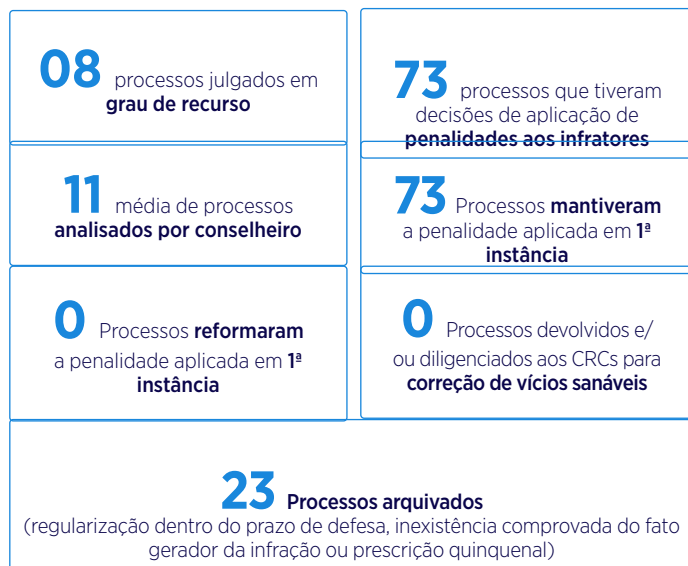 08 processos julgados em
grau de recurso
73 processos que tiveram
decisões de aplicação de
penalidades aos infratores
11 média de processos
analisados por conselheiro
73 Processos mantiveram
a penalidade aplicada em 1ª
instância
0 Processos reformaram
a penalidade aplicada em 1ª
instância
0 Processos devolvidos e/
ou diligenciados aos CRCs para
correção de vícios sanáveis
23 Processos arquivados
(regularização dentro do prazo de defesa, inexistência comprovada do fato
gerador da infração ou prescrição quinquenal)